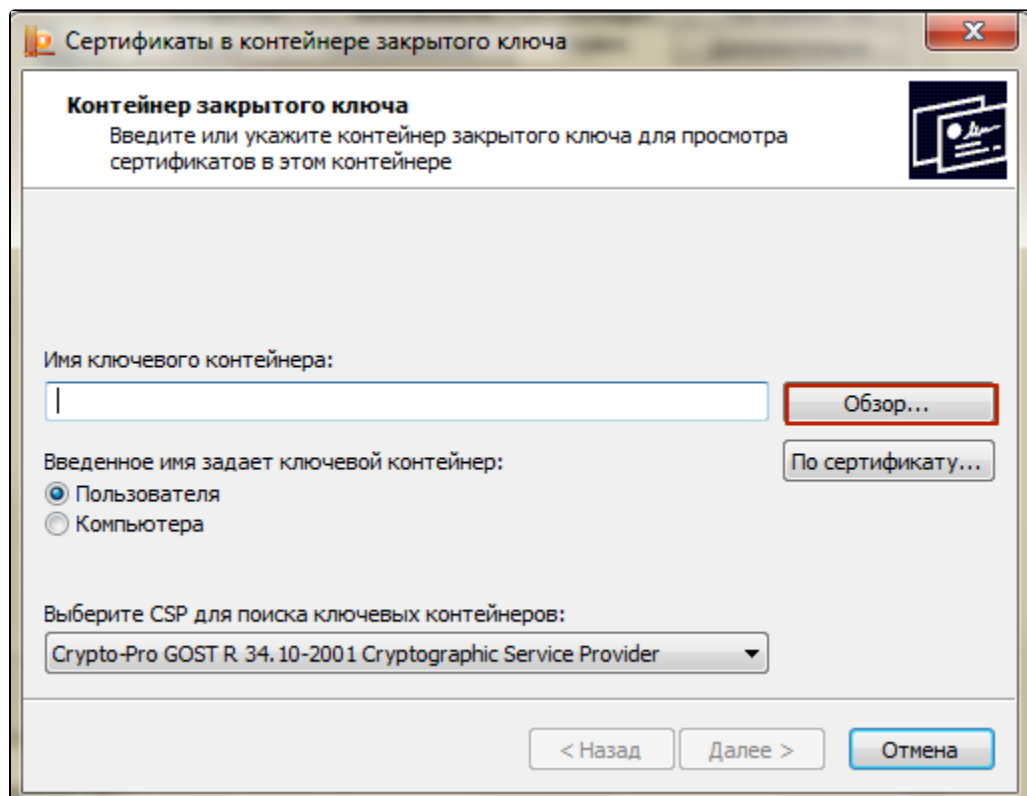 Сертификаты в контейнере закрытого ключа
Контейнер закрытого ключа
Введите или укажите контейнер закрытого ключа для просмотра
сертификатов в этом контейнере
Имя ключевого контейнера:
Обзор...
Введенное имя задает ключевой контейнер:
По сертификату...
Пользователя
Компьютера
Выберите CSP для поиска ключевых контейнеров:
Crypto-Pro GOST R 34.10-2001 Cryptographic Service Provider
< Назад
Далее >
Отмена